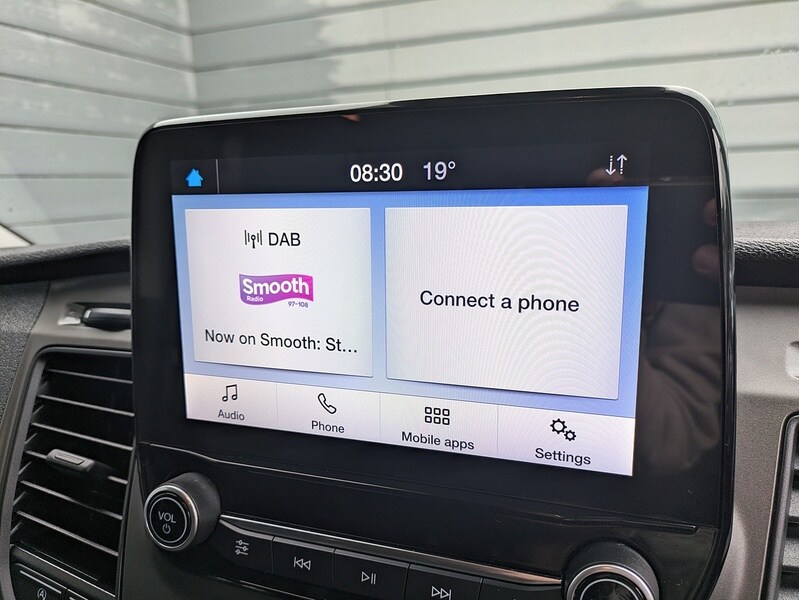 08:30 19°
DAB
Smooth
Radio
97-108
Now on Smooth: St...
Connect a phone
Audio
Phone
Mobile apps
Settings
VOL